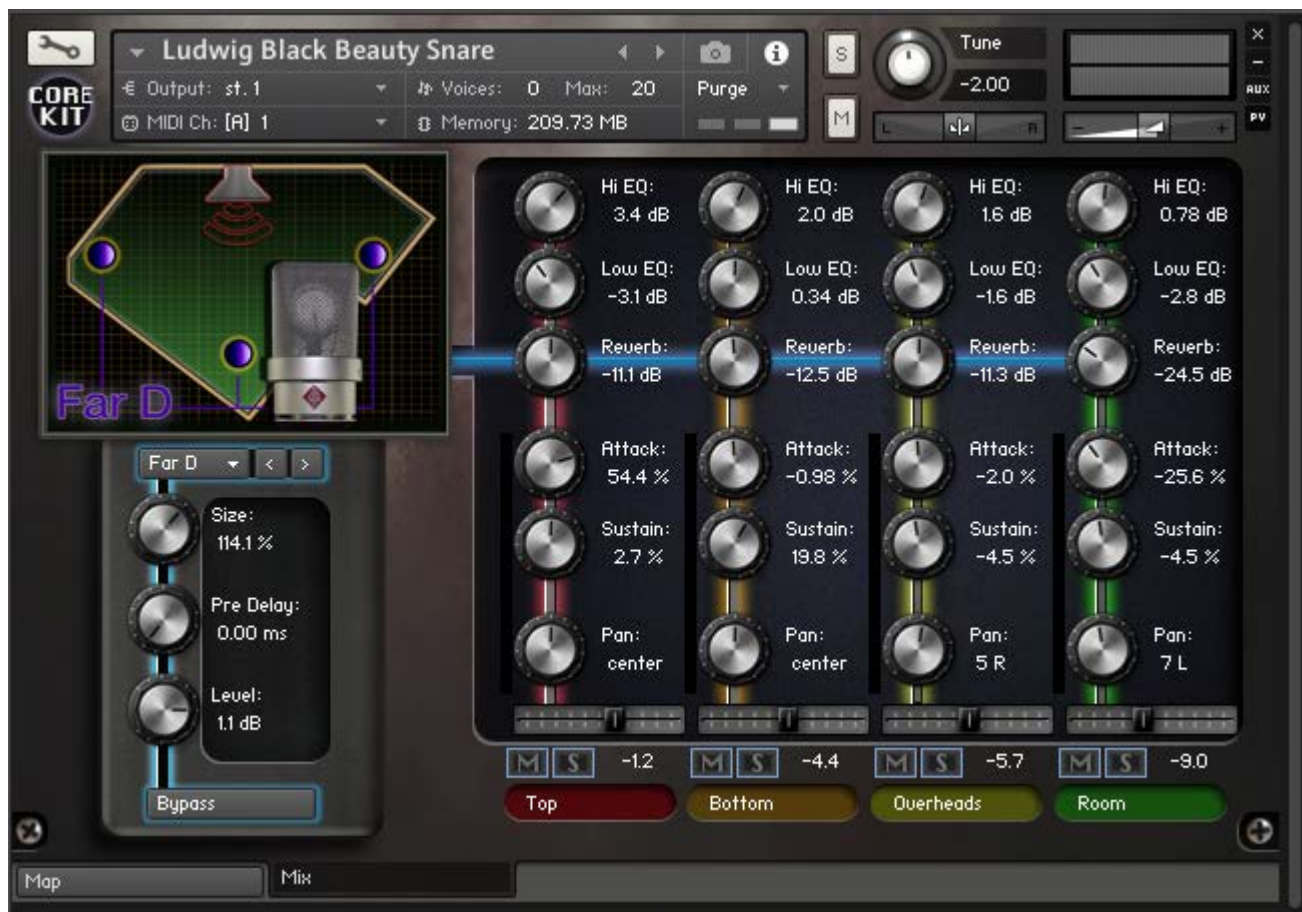 Ludwig Black Beauty Snare
S
Tune
-2.00
CORE KIT
Output: st. 1
Voices: 0 Max: 20
Purge
MIDI Ch: [A] 1
Memory: 209.73 MB
M
L R
- +
X
-
AUX
PV
Far D
Far D < >
Size:
114.1 %
Pre Delay:
0.00 ms
Level:
1.1 dB
Bypass
Hi EQ: Hi EQ: Hi EQ: Hi EQ:
3.4 dB 2.0 dB 1.6 dB 0.78 dB
Low EQ: Low EQ: Low EQ: Low EQ:
-3.1 dB 0.34 dB -1.6 dB -2.8 dB
Reverb: Reverb: Reverb: Reverb:
-11.1 dB -12.5 dB -11.3 dB -24.5 dB
Attack: Attack: Attack: Attack:
54.4 % -0.98 % -2.0 % -25.6 %
Sustain: Sustain: Sustain: Sustain:
2.7 % 19.8 % -4.5 % -4.5 %
Pan: Pan: Pan: Pan:
center center 5 R 7 L
M S -1.2 M S -4.4 M S -5.7 M S -9.0
Top Bottom Overheads Room
Map Mix